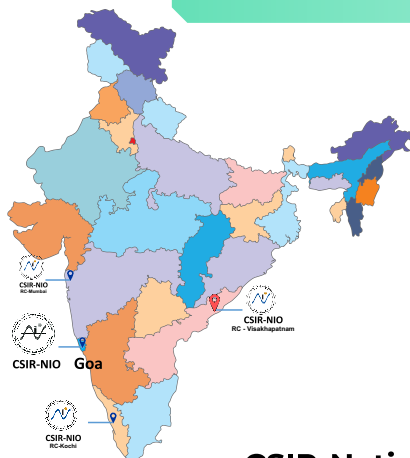 CSIR-NIO
RC-Mumbai
CSIR-NIO
RC - Visakhapatnam
CSIR-NIO
Goa
CSIR-NIO
RC-Kochi